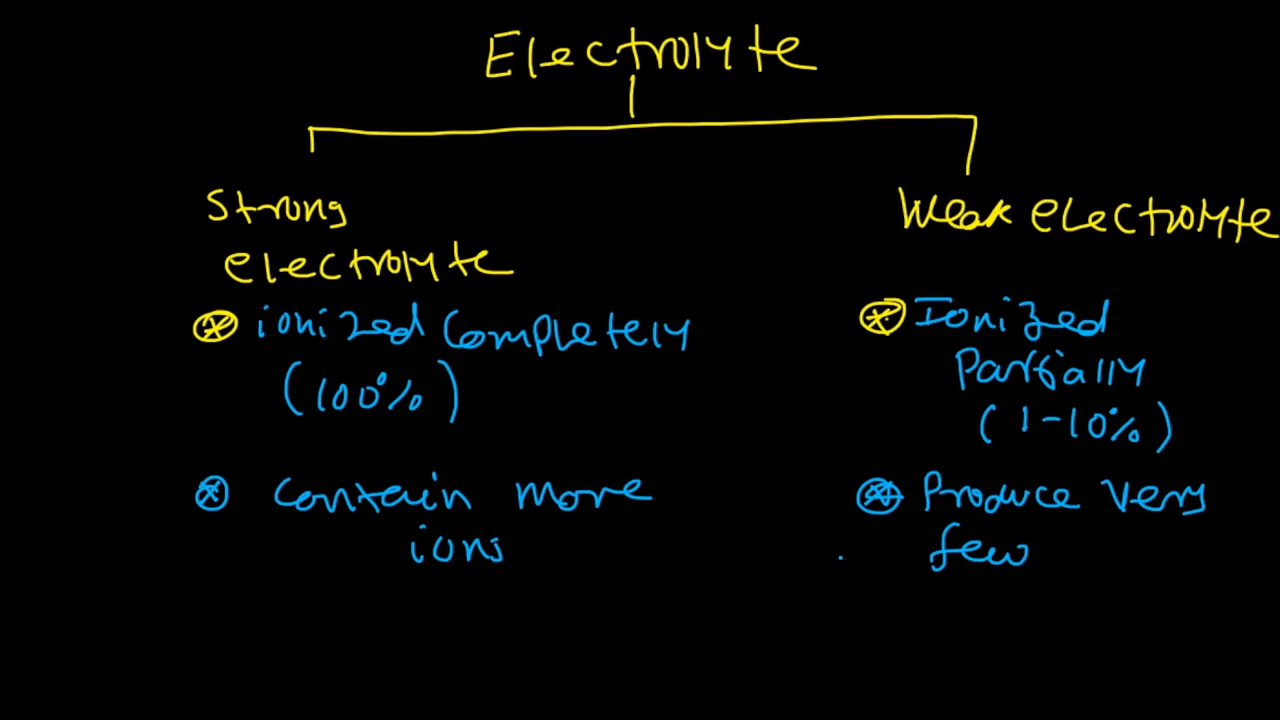 Electrolyte
Strong
electrolyte
Weak electrolyte
ionized completely
(100%)
Ionized
Partially
(1-10%)
contain more
ions
Produce very
few